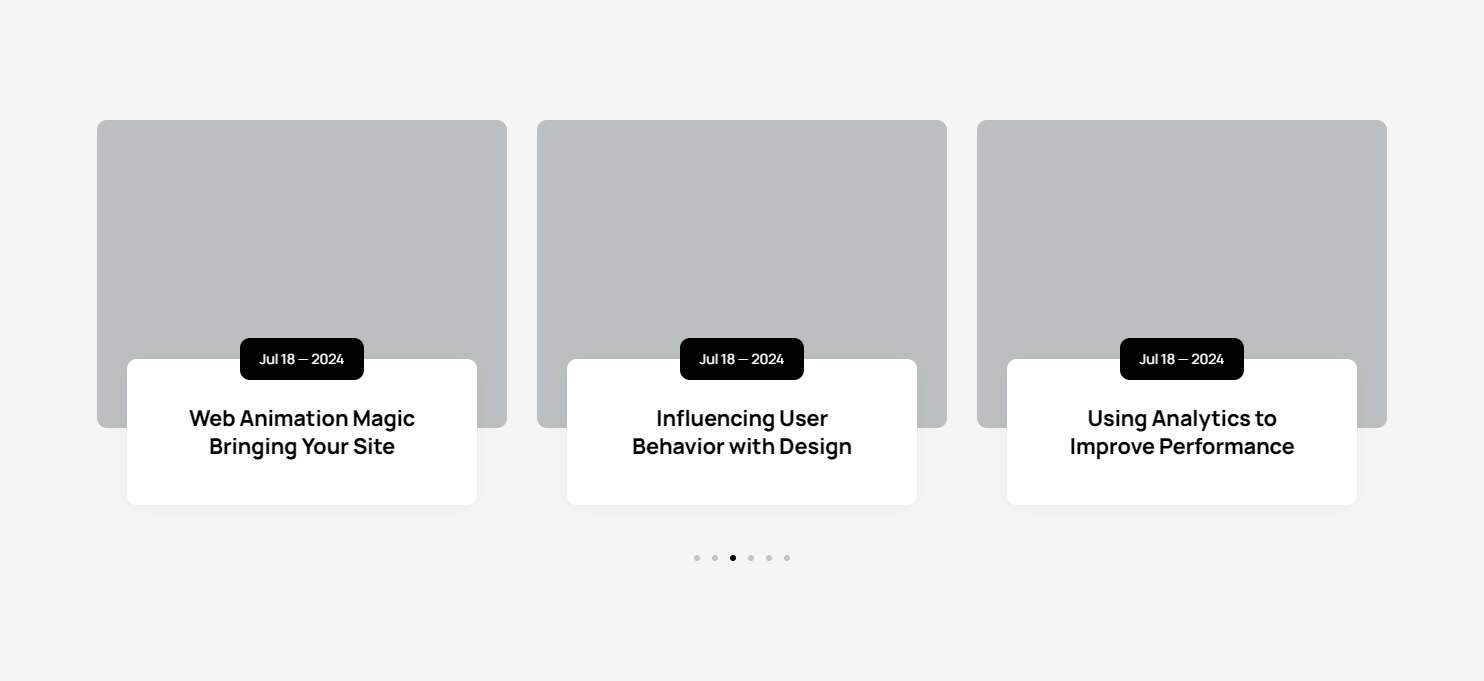 Jul 18 — 2024
Web Animation Magic
Bringing Your Site
Jul 18 — 2024
Influencing User
Behavior with Design
Jul 18 — 2024
Using Analytics to
Improve Performance